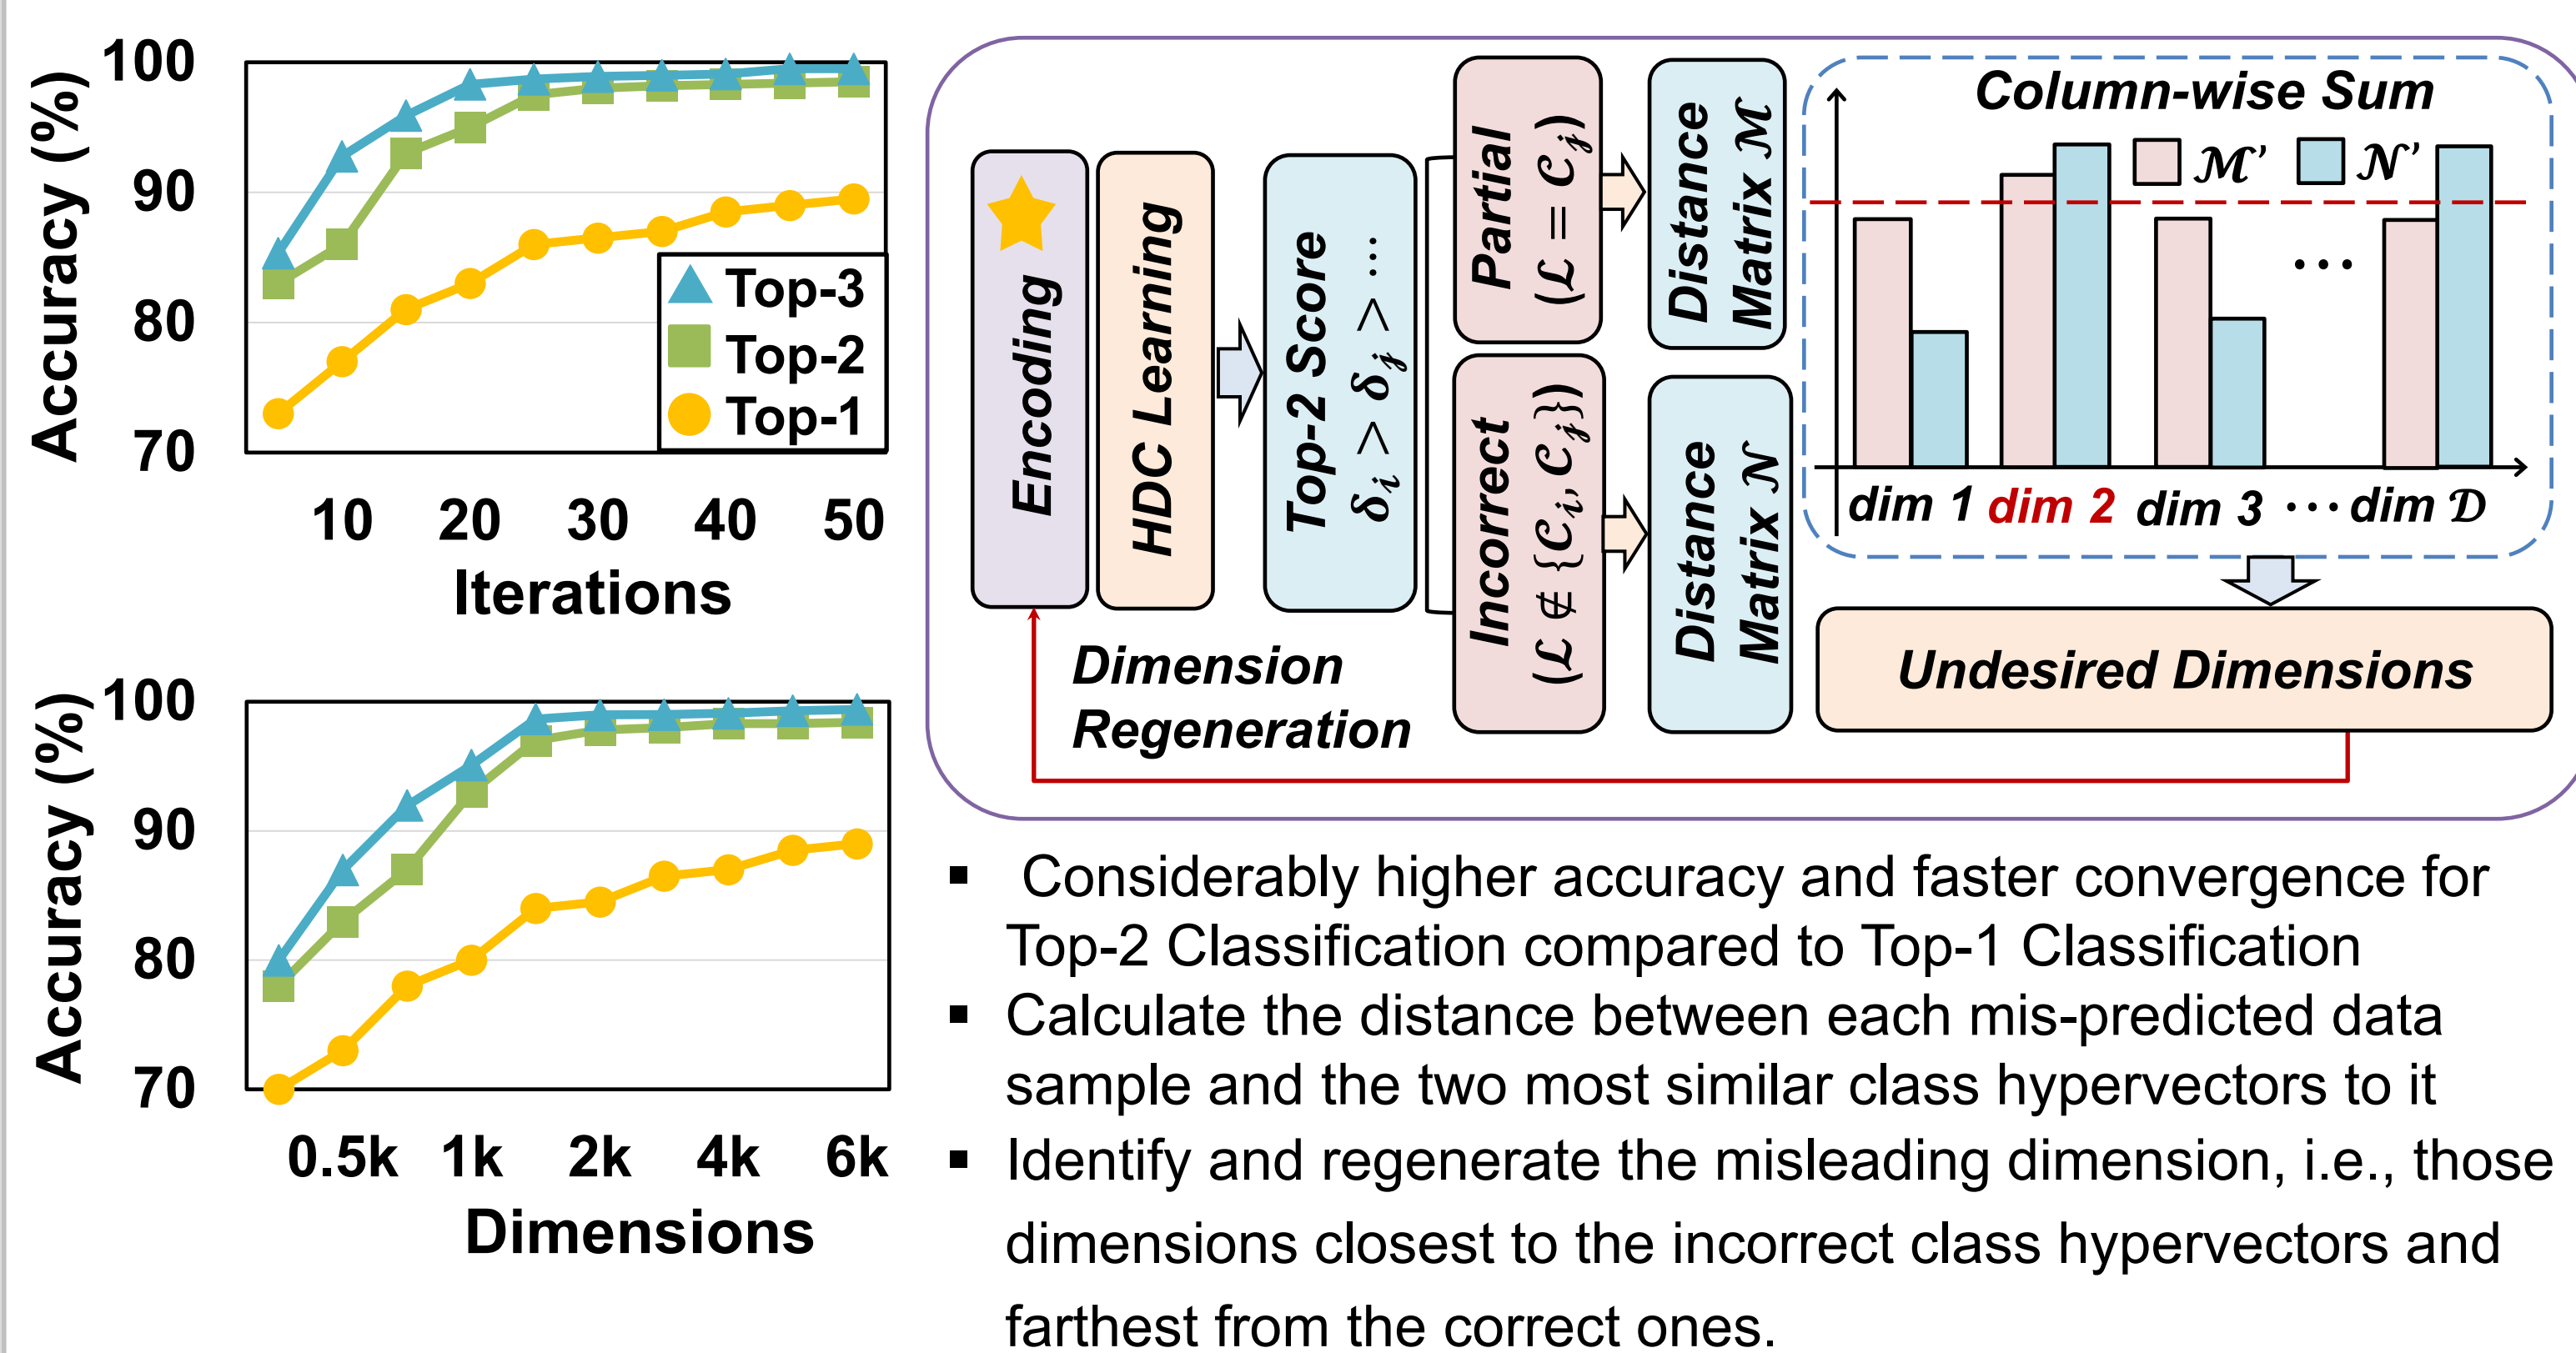 Accuracy (%)
100
90
80
70
Top-3
Top-2
Top-1
10 20 30 40 50
Iterations
Accuracy (%)
100
90
80
70
0.5k 1k 2k 4k 6k
Dimensions
Encoding
HDC Learning
Top-2 Score
δ𝒾 > δ𝒿 > ⋯
Partial
(ℒ = 𝒞𝒿)
Incorrect
(ℒ ∉ {𝒞𝒾, 𝒞𝒿})
Distance
Matrix ℳ
Distance
Matrix 𝒩
Column-wise Sum
ℳ’ 𝒩’
⋯
dim 1 dim 2 dim 3 ⋯ dim 𝒟
Undesired Dimensions
Dimension
Regeneration
▪ Considerably higher accuracy and faster convergence for
Top-2 Classification compared to Top-1 Classification
▪ Calculate the distance between each mis-predicted data
sample and the two most similar class hypervectors to it
▪ Identify and regenerate the misleading dimension, i.e., those
dimensions closest to the incorrect class hypervectors and
farthest from the correct ones.